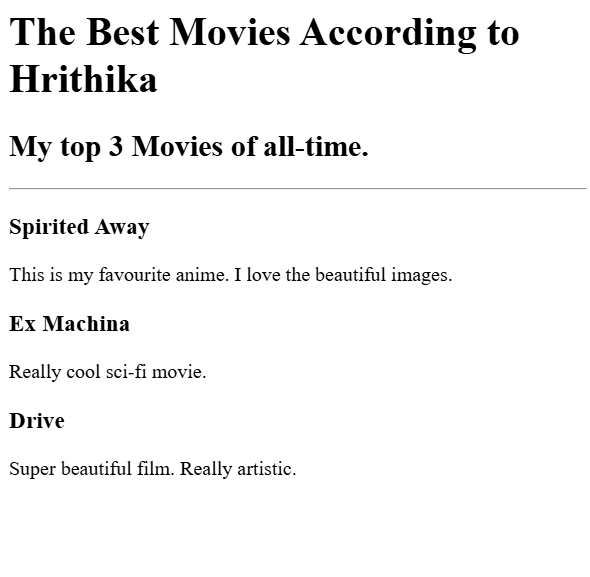 The Best Movies According to
Hrithika
My top 3 Movies of all-time.
Spirited Away
This is my favourite anime. I love the beautiful images.
Ex Machina
Really cool sci-fi movie.
Drive
Super beautiful film. Really artistic.